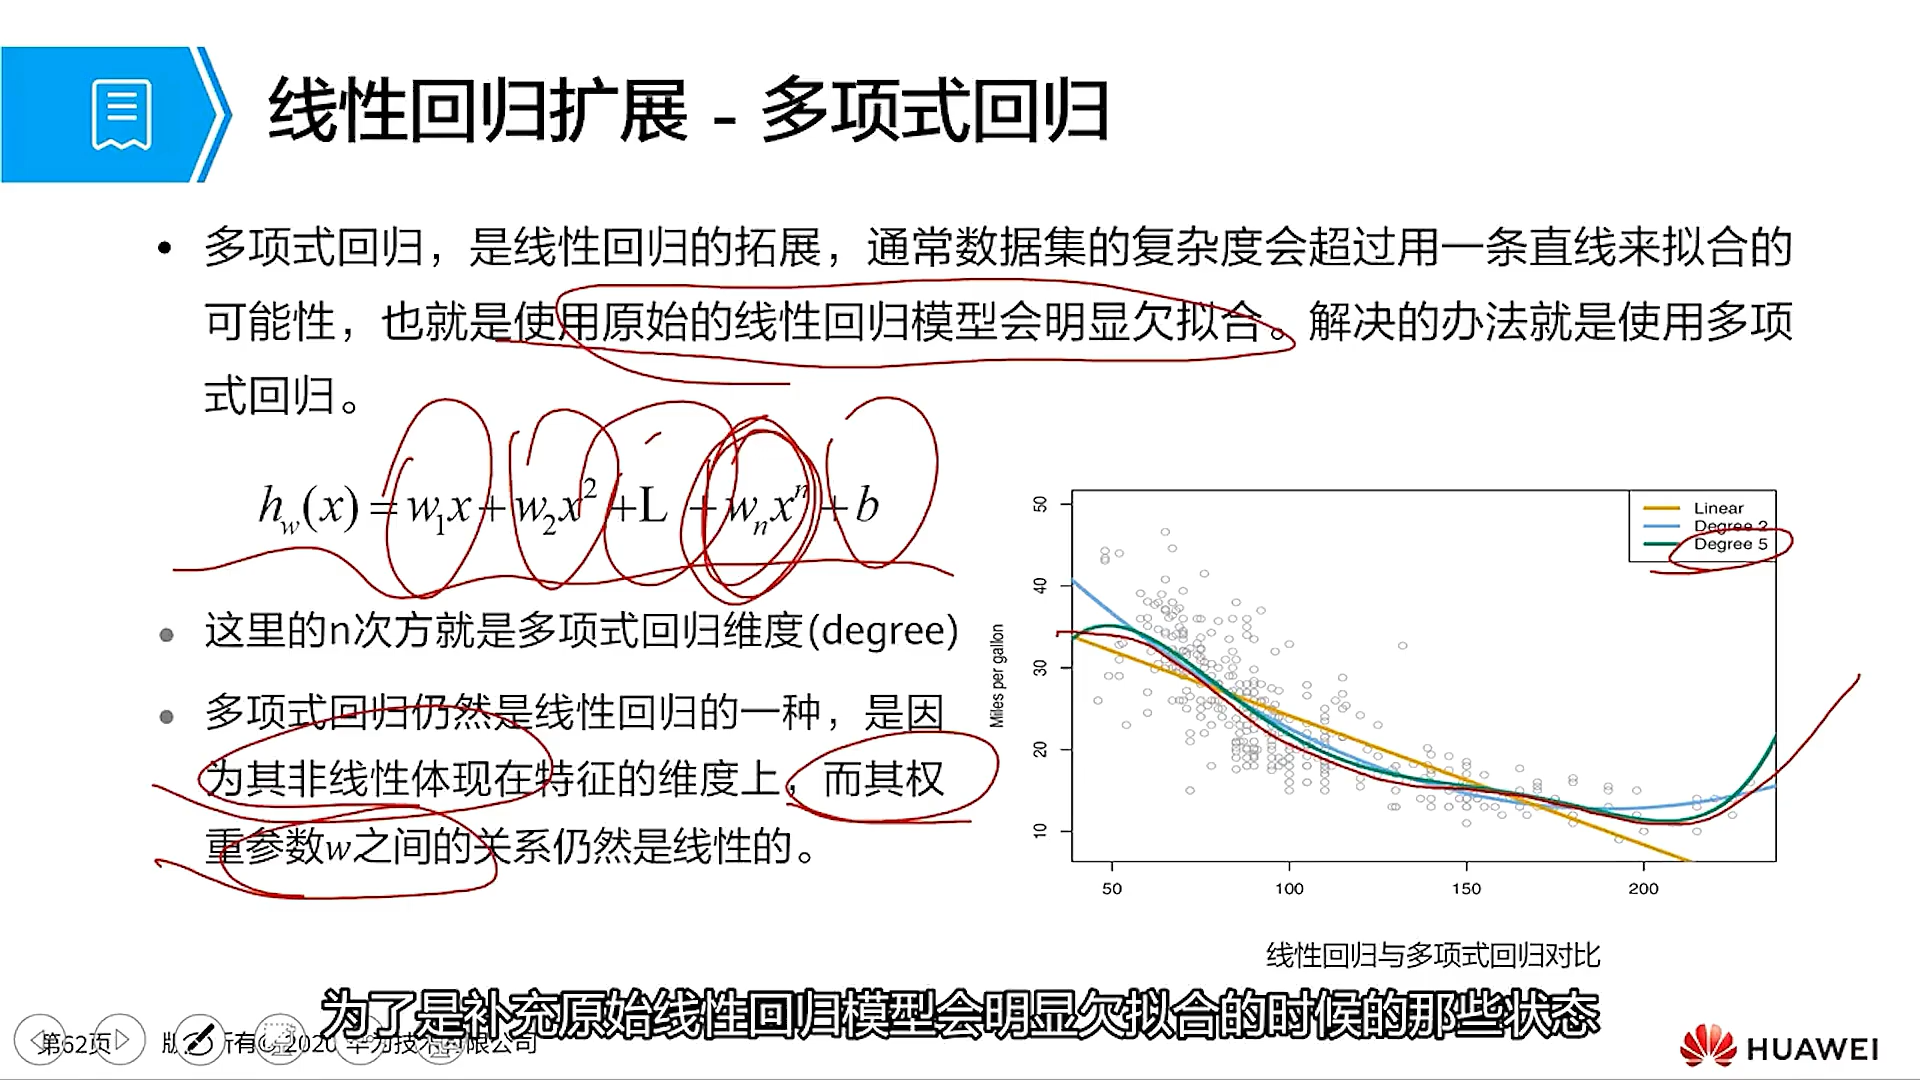 线性回归扩展 - 多项式回归
• 多项式回归，是线性回归的拓展，通常数据集的复杂度会超过用一条直线来拟合的
可能性，也就是使用原始的线性回归模型会明显欠拟合。解决的办法就是使用多项
式回归。
h_w(x) = w_1x + w_2x^2 + L + w_nx^n + b
• 这里的n次方就是多项式回归维度(degree)
• 多项式回归仍然是线性回归的一种，是因
为其非线性体现在特征的维度上，而其权
重参数w之间的关系仍然是线性的。
Linear
Degree 2
Degree 5
Miles per gallon
50
40
30
20
10
50 100 150 200
线性回归与多项式回归对比
为了是补充原始线性回归模型会明显欠拟合的时候的那些状态
第62页
2020
HUAWEI